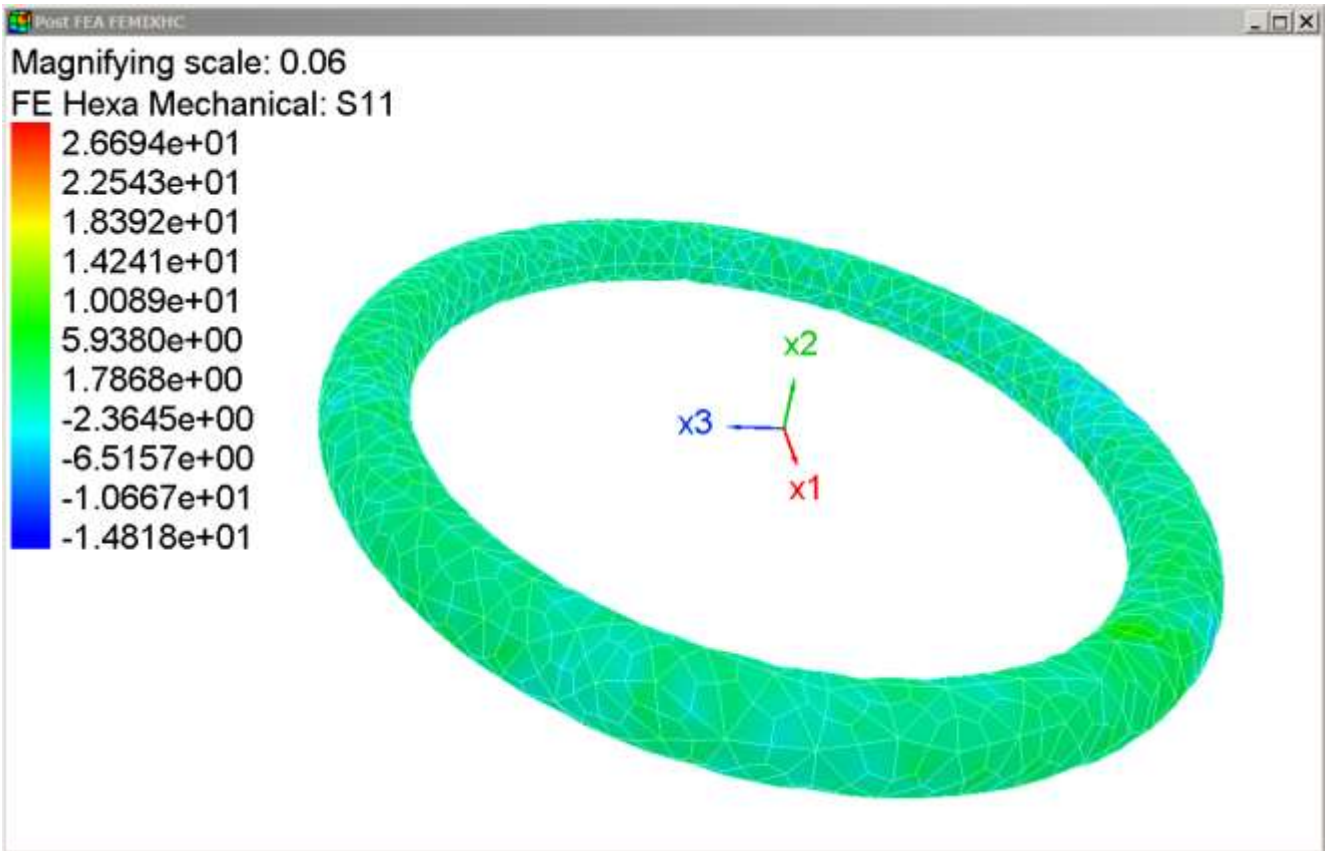 Post FEA FEMIXHC
Magnifying scale: 0.06
FE Hexa Mechanical: S11
2.6694e+01
2.2543e+01
1.8392e+01
1.4241e+01
1.0089e+01
5.9380e+00
1.7868e+00
-2.3645e+00
-6.5157e+00
-1.0667e+01
-1.4818e+01
x2
x3
x1